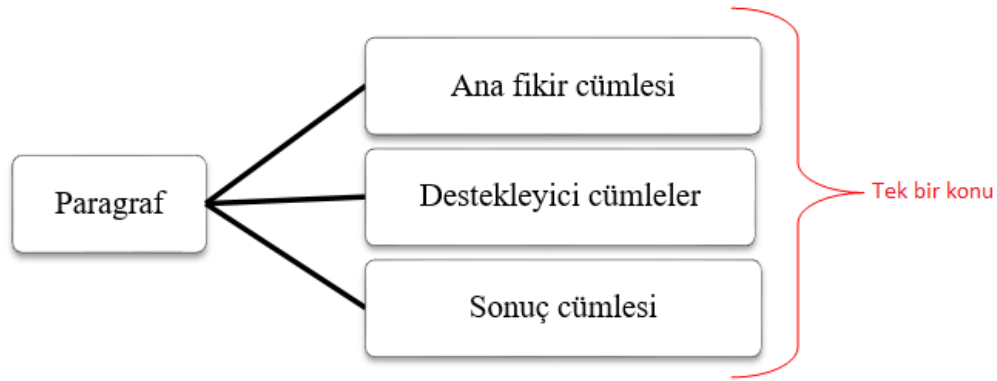 Paragraf
Ana fikir cümlesi
Destekleyici cümleler
Sonuç cümlesi
Tek bir konu